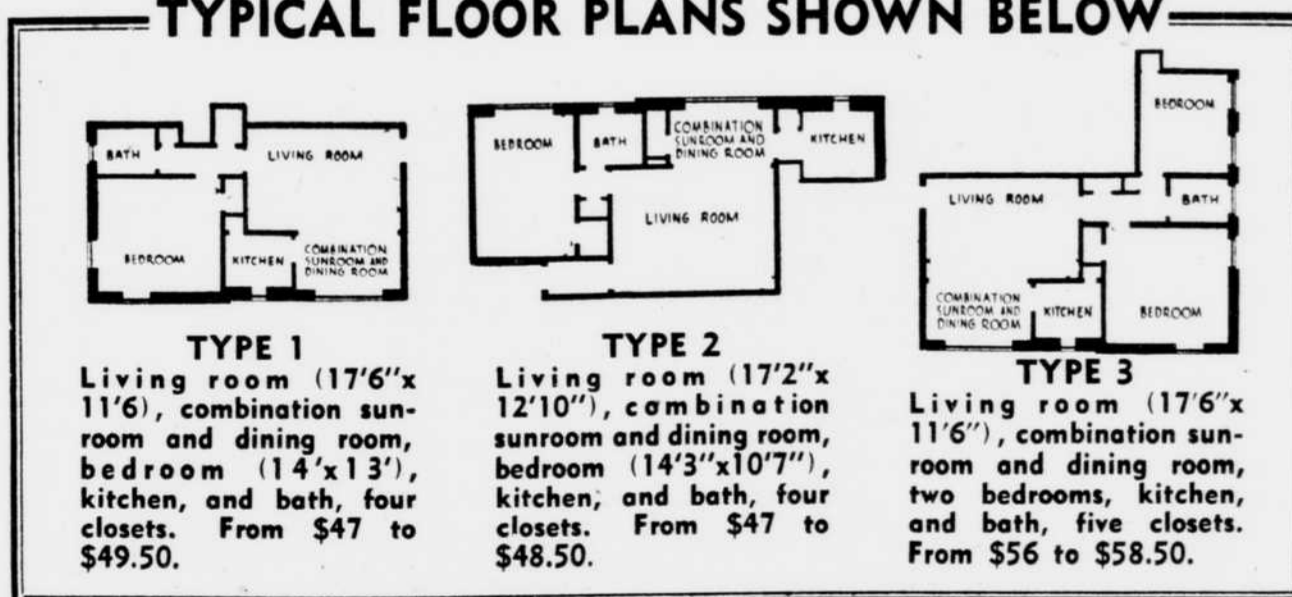 TYPICAL FLOOR PLANS SHOWN BELOW
BATH
LIVING ROOM
BEDROOM
KITCHEN
COMBINATION
SUNROOM AND
DINING ROOM
TYPE 1
Living room (17'6"x
11'6), combination sun-
room and dining room,
bedroom (14'x13'),
kitchen, and bath, four
closets. From $47 to
$49.50.
BEDROOM
BATH
COMBINATION
SUNROOM AND
DINING ROOM
KITCHEN
LIVING ROOM
TYPE 2
Living room (17'2"x
12'10"), combination
sunroom and dining room,
bedroom (14'3"x10'7"),
kitchen, and bath, four
closets. From $47 to
$48.50.
BEDROOM
LIVING ROOM
BATH
COMBINATION
SUNROOM AND
DINING ROOM
KITCHEN
BEDROOM
TYPE 3
Living room (17'6"x
11'6"), combination sun-
room and dining room,
two bedrooms, kitchen,
and bath, five closets.
From $56 to $58.50.